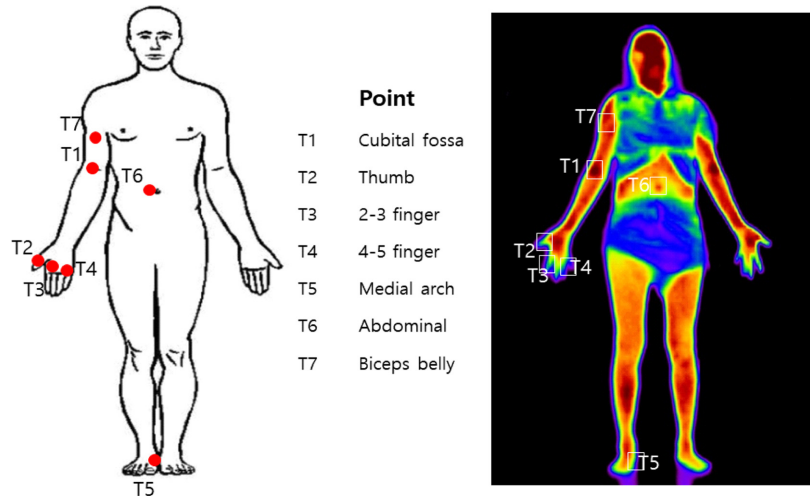 T7
T1
T6
T2
T3
T4
T5
Point
T1 Cubital fossa
T2 Thumb
T3 2-3 finger
T4 4-5 finger
T5 Medial arch
T6 Abdominal
T7 Biceps belly
T7
T1
T6
T2
T3
T4
T5